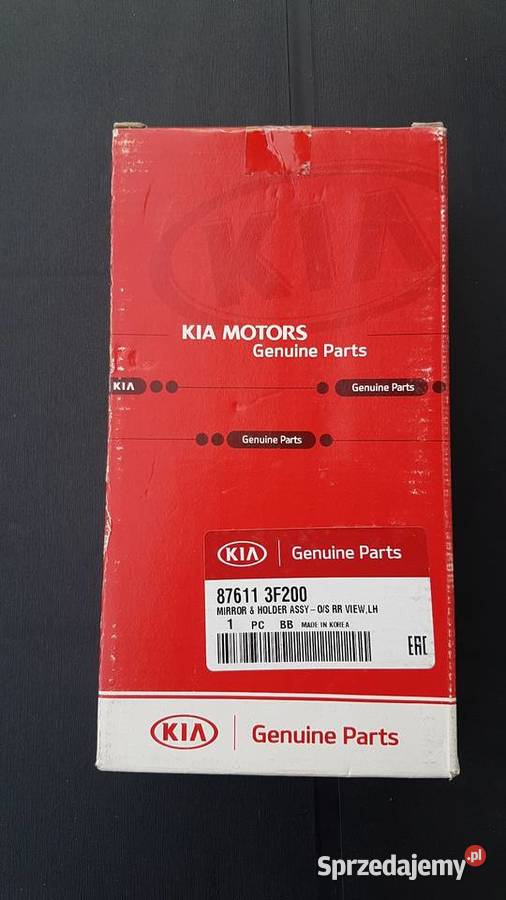 KIA
KIA MOTORS
Genuine Parts
KIA
Genuine Parts
Genuine Parts
KIA Genuine Parts
87611 3F200
MIRROR & HOLDER ASSY-O/S RR VIEW,LH
1 PC BB MADE IN KOREA
EAC
KIA Genuine Parts
Sprzedajemy.pl